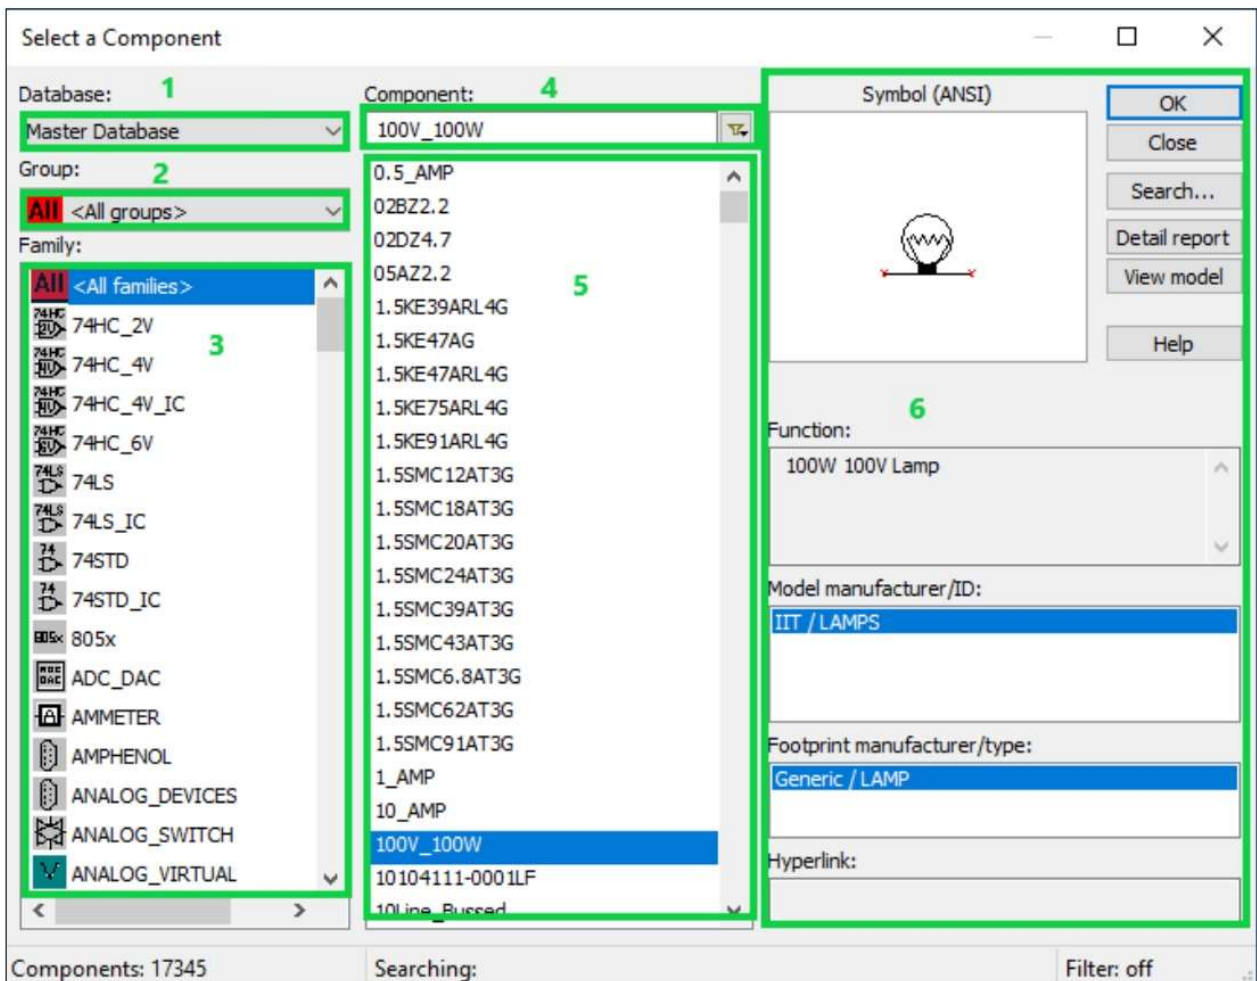 Select a Component
Database:
1
Master Database
Group:
2
All <All groups>
Family:
All <All families>
74HC_2V
74HC_4V
3
74HC_4V_IC
74HC_6V
74LS
74LS_IC
74STD
74STD_IC
805x
ADC_DAC
AMMETER
AMPHENOL
ANALOG_DEVICES
ANALOG_SWITCH
ANALOG_VIRTUAL
Component:
4
100V_100W
0.5_AMP
02BZ2.2
02DZ4.7
05AZ2.2
5
1.5KE39ARL4G
1.5KE47AG
1.5KE47ARL4G
1.5KE75ARL4G
1.5KE91ARL4G
1.5SMC12AT3G
1.5SMC18AT3G
1.5SMC20AT3G
1.5SMC24AT3G
1.5SMC39AT3G
1.5SMC43AT3G
1.5SMC6.8AT3G
1.5SMC62AT3G
1.5SMC91AT3G
1_AMP
10_AMP
100V_100W
10104111-0001LF
10Line_Bussed
Symbol (ANSI)
OK
Close
Search...
Detail report
View model
Help
6
Function:
100W 100V Lamp
Model manufacturer/ID:
IIT / LAMPS
Footprint manufacturer/type:
Generic / LAMP
Hyperlink:
Components: 17345
Searching:
Filter: off